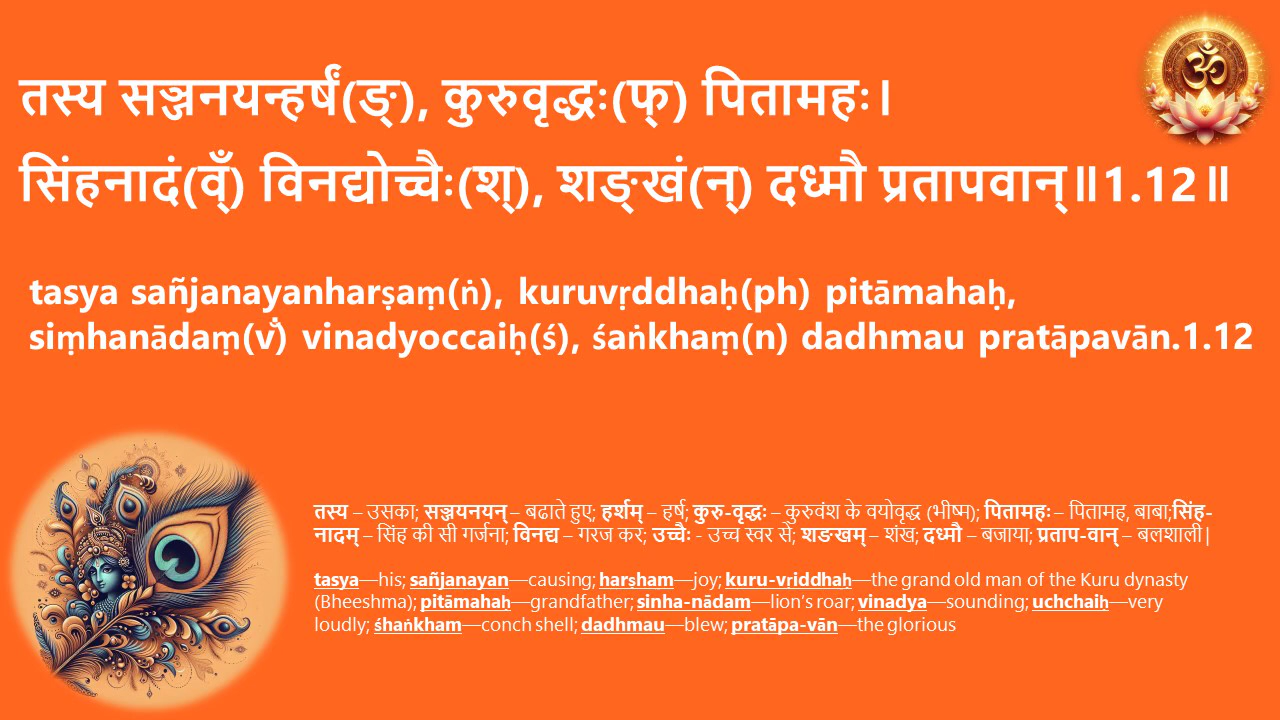 ॐ
तस्य सञ्जनयन्हर्षं(ङ्), कुरुवृद्धः(फ्) पितामहः।
सिंहनादं(व्ँ) विनद्योच्चैः(श्), शङ्खं(न्) दध्मौ प्रतापवान्॥1.12॥
tasya sañjanayanharṣaṃ(ṅ), kuruvṛddhaḥ(ph) pitāmahaḥ,
siṃhanādaṃ(vm̐) vinadyoccaiḥ(ś), śaṅkhaṃ(n) dadhmau pratāpavān.1.12
तस्य – उसका; सञ्जयनयन् – बढाते हुए; हर्शम् – हर्ष; कुरु-वृद्धः – कुरुवंश के वयोवृद्ध (भीष्म); पितामहः – पितामह, बाबा;सिंह-
नादम् – सिंह की सी गर्जना; विनद्य – गरज कर; उच्चैः - उच्च स्वर से; शङखम् – शंख; दध्मौ – बजाया; प्रताप-वान् – बलशाली|
tasya—his; sañjanayan—causing; harṣham—joy; kuru-vriddhaḥ—the grand old man of the Kuru dynasty
(Bheeshma); pitāmahaḥ—grandfather; sinha-nādam—lion’s roar; vinadya—sounding; uchchaiḥ—very
loudly; śhaṅkham—conch shell; dadhmau—blew; pratāpa-vān—the glorious